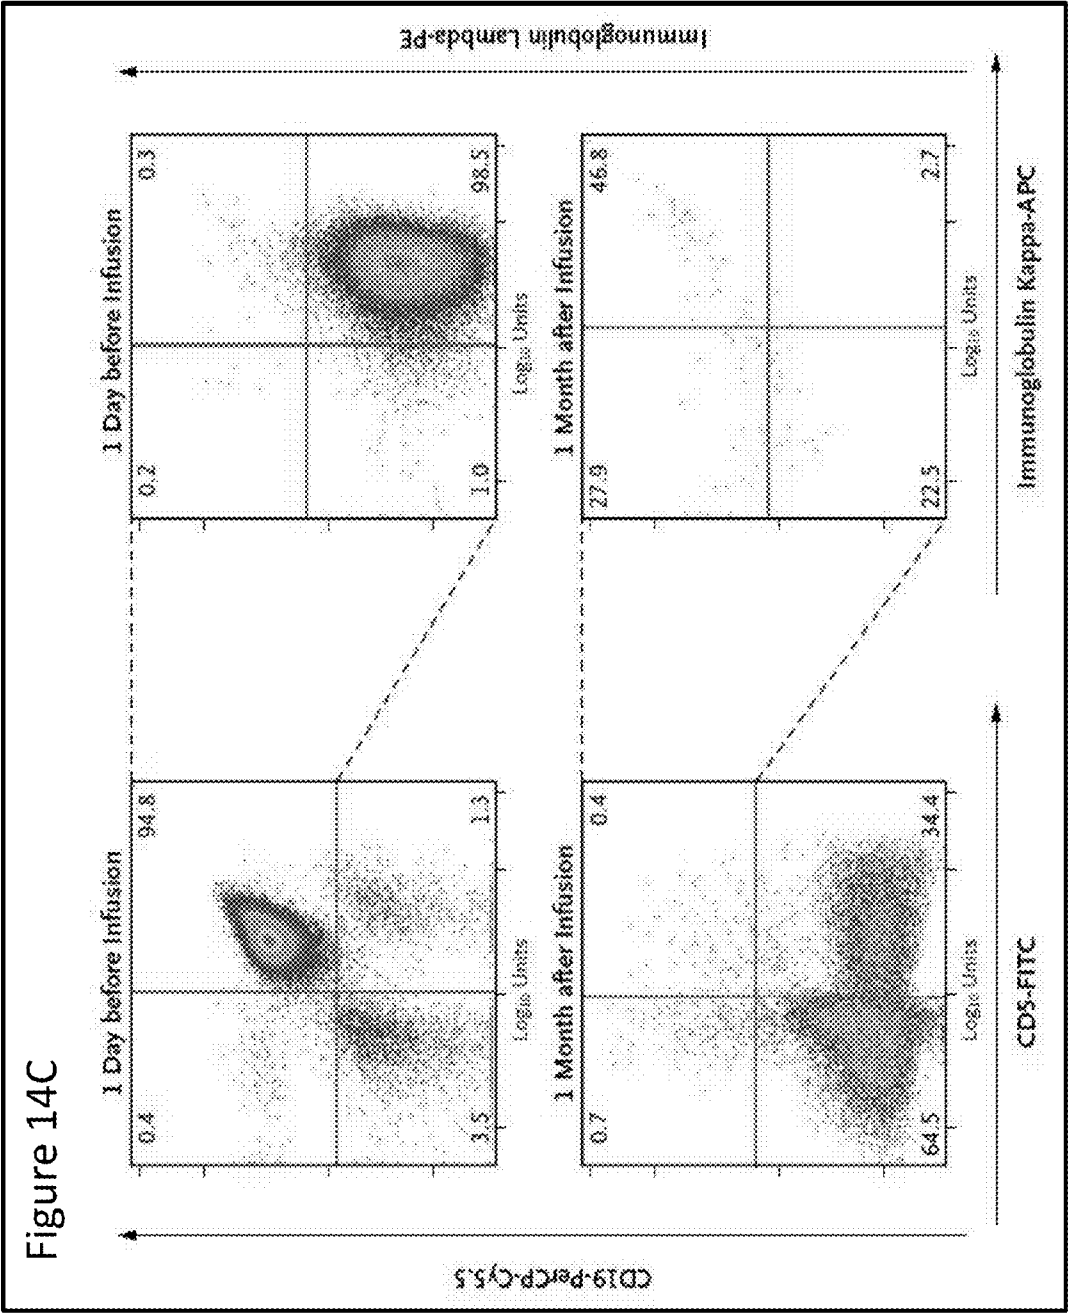 Figure 14C
CD19-PerCP-Cy5.5
1 Day before Infusion
0.4
94.8
3.5
1.3
Log₁₀ Units
1 Day before Infusion
0.2
0.3
1.0
98.5
Log₁₀ Units
1 Month after Infusion
0.7
0.4
64.5
34.4
Log₁₀ Units
1 Month after Infusion
27.9
46.8
22.5
2.7
Log₁₀ Units
CD5-FITC
Immunoglobulin Kappa-APC
Immunoglobulin Lambda-PE